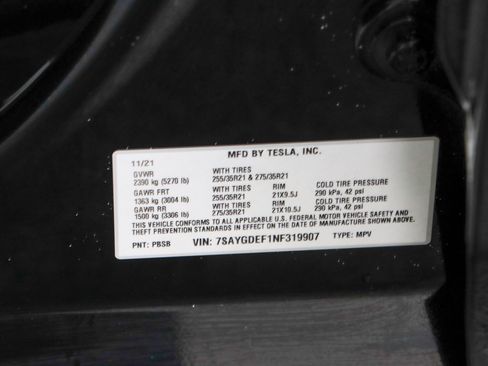 MFD BY TESLA, INC.
11/21
GVWR WITH TIRES
2390 kg (5270 lb) 255/35R21 & 275/35R21
GAWR FRT WITH TIRES RIM COLD TIRE PRESSURE
1363 kg (3004 lb) 255/35R21 21X9.5J 290 kPa, 42 psi
GAWR RR WITH TIRES RIM COLD TIRE PRESSURE
1500 kg (3306 lb) 275/35R21 21X10.5J 290 kPa, 42 psi
THIS VEHICLE CONFORMS TO ALL APPLICABLE U.S. FEDERAL MOTOR VEHICLE SAFETY AND
THEFT PREVENTION STANDARDS IN EFFECT ON THE DATE OF MANUFACTURE SHOWN ABOVE.
PNT: PBSB VIN: 7SAYGDEF1NF319907 TYPE: MPV